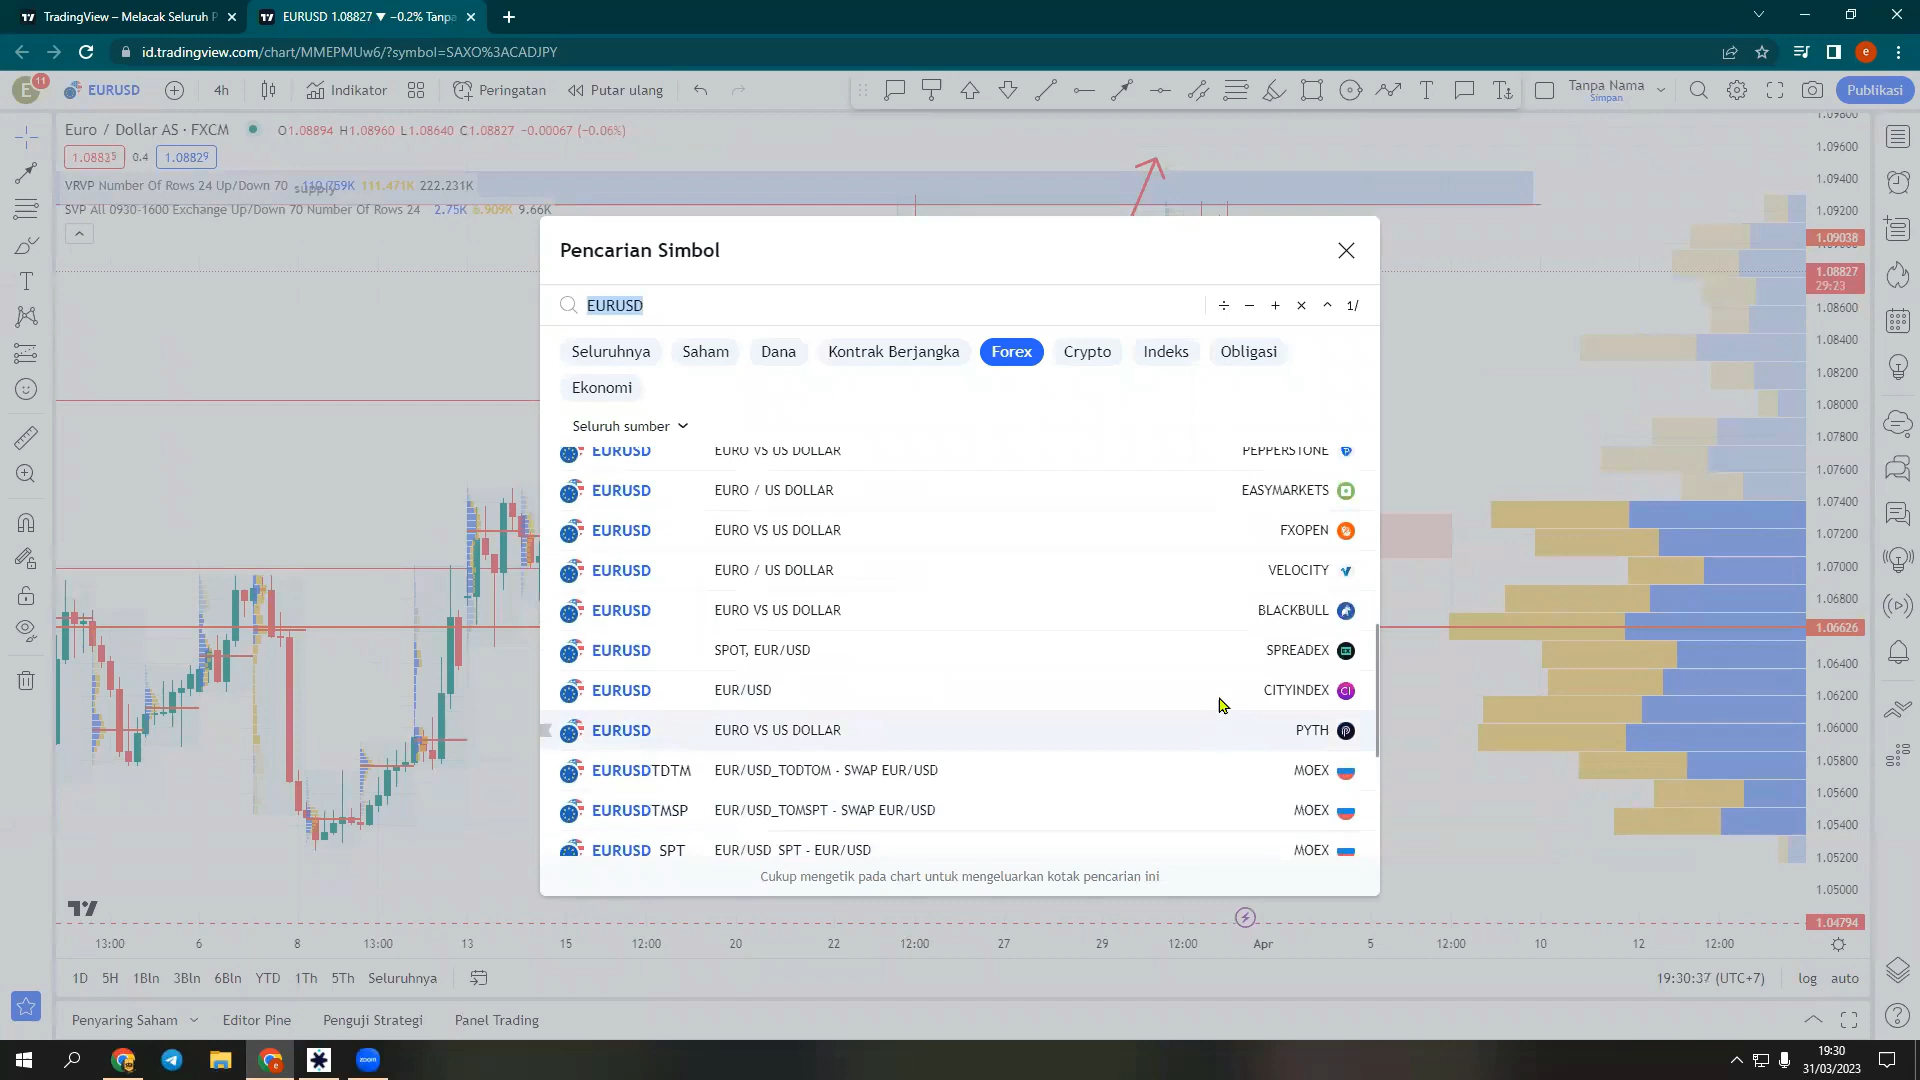 TradingView – Melacak Seluruh P
EURUSD 1.08827 ▼ −0.2% Tanpa
id.tradingview.com/chart/MMEPMUw6/?symbol=SAXO%3ACADJPY
E 11 EURUSD 4h Indikator Peringatan Putar ulang Tanpa Nama Simpan Publikasi
Euro / Dollar AS · FXCM O1.08894 H1.08960 L1.08640 C1.08827 −0.00067 (−0.06%)
1.08825 0.4 1.08829
VRVP Number Of Rows 24 Up/Down 70 110.759K 111.471K 222.231K
supply
SVP All 0930-1600 Exchange Up/Down 70 Number Of Rows 24 2.75K 6.909K 9.66K
Pencarian Simbol
EURUSD ÷ − + × ^ 1/
Seluruhnya Saham Dana Kontrak Berjangka Forex Crypto Indeks Obligasi
Ekonomi
Seluruh sumber
EURUSD EURO VS US DOLLAR PEPPERSTONE
EURUSD EURO / US DOLLAR EASYMARKETS
EURUSD EURO VS US DOLLAR FXOPEN
EURUSD EURO / US DOLLAR VELOCITY
EURUSD EURO VS US DOLLAR BLACKBULL
EURUSD SPOT, EUR/USD SPREADEX
EURUSD EUR/USD CITYINDEX CI
EURUSD EURO VS US DOLLAR PYTH
EURUSDTDTM EUR/USD_TODTOM - SWAP EUR/USD MOEX
EURUSDTMSP EUR/USD_TOMSPT - SWAP EUR/USD MOEX
EURUSD_SPT EUR/USD_SPT - EUR/USD MOEX
Cukup mengetik pada chart untuk mengeluarkan kotak pencarian ini
1.09800
1.09600
1.09400
1.09200
1.09038
1.08827
29:23
1.08600
1.08400
1.08200
1.08000
1.07800
1.07600
1.07400
1.07200
1.07000
1.06800
1.06626
1.06400
1.06200
1.06000
1.05800
1.05600
1.05400
1.05200
1.05000
1.04794
13:00 6 8 13:00 13 15 12:00 20 22 12:00 27 29 12:00 Apr 5 12:00 10 12 12:00
1D 5H 1Bln 3Bln 6Bln YTD 1Th 5Th Seluruhnya 19:30:37 (UTC+7) log auto
Penyaring Saham Editor Pine Penguji Strategi Panel Trading
zoom
19:30
31/03/2023